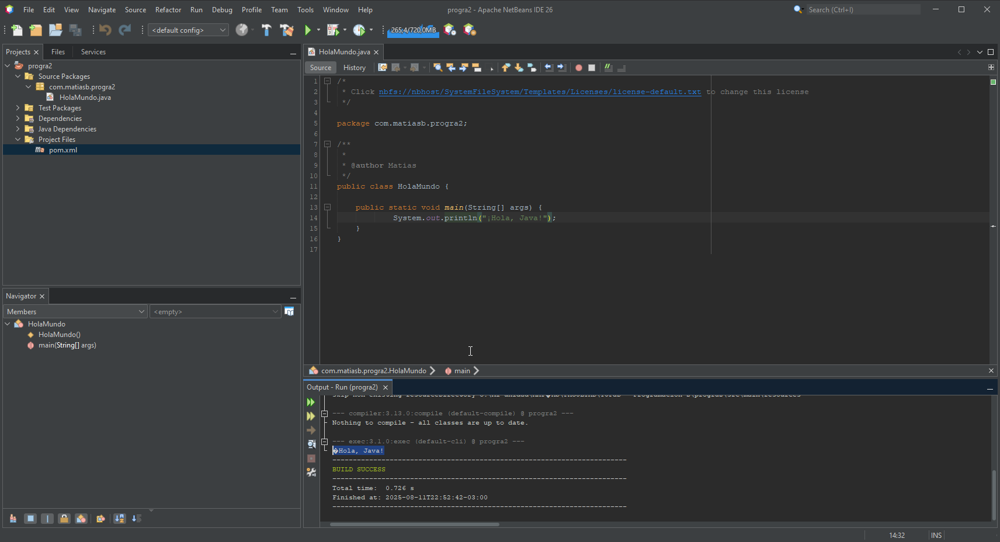 File Edit View Navigate Source Refactor Run Debug Profile Team Tools Window Help
progra2 - Apache NetBeans IDE 26
Search (Ctrl+I)
<default config>
265,4/720,0MB
Projects
Files
Services
progra2
Source Packages
com.matiasb.progra2
HolaMundo.java
Test Packages
Dependencies
Java Dependencies
Project Files
pom.xml
Navigator
Members
<empty>
HolaMundo
HolaMundo()
main(String[] args)
HolaMundo.java
Source History
1 /*
2 * Click nbfs://nbhost/SystemFileSystem/Templates/Licenses/license-default.txt to change this license
3 */
4
5 package com.matiasb.progra2;
6
7 /**
8 *
9 * @author Matias
10 */
11 public class HolaMundo {
12
13 public static void main(String[] args) {
14 System.out.println("¡Hola, Java!");
15 }
16 }
17
com.matiasb.progra2.HolaMundo
main
Output - Run (progra2)
--- compiler:3.13.0:compile (default-compile) @ progra2 ---
Nothing to compile - all classes are up to date.
--- exec:3.1.0:exec (default-cli) @ progra2 ---
�Hola, Java!
------------------------------------------------------------------------
BUILD SUCCESS
------------------------------------------------------------------------
Total time: 0.726 s
Finished at: 2025-08-11T22:52:42-03:00
------------------------------------------------------------------------
14:32
INS